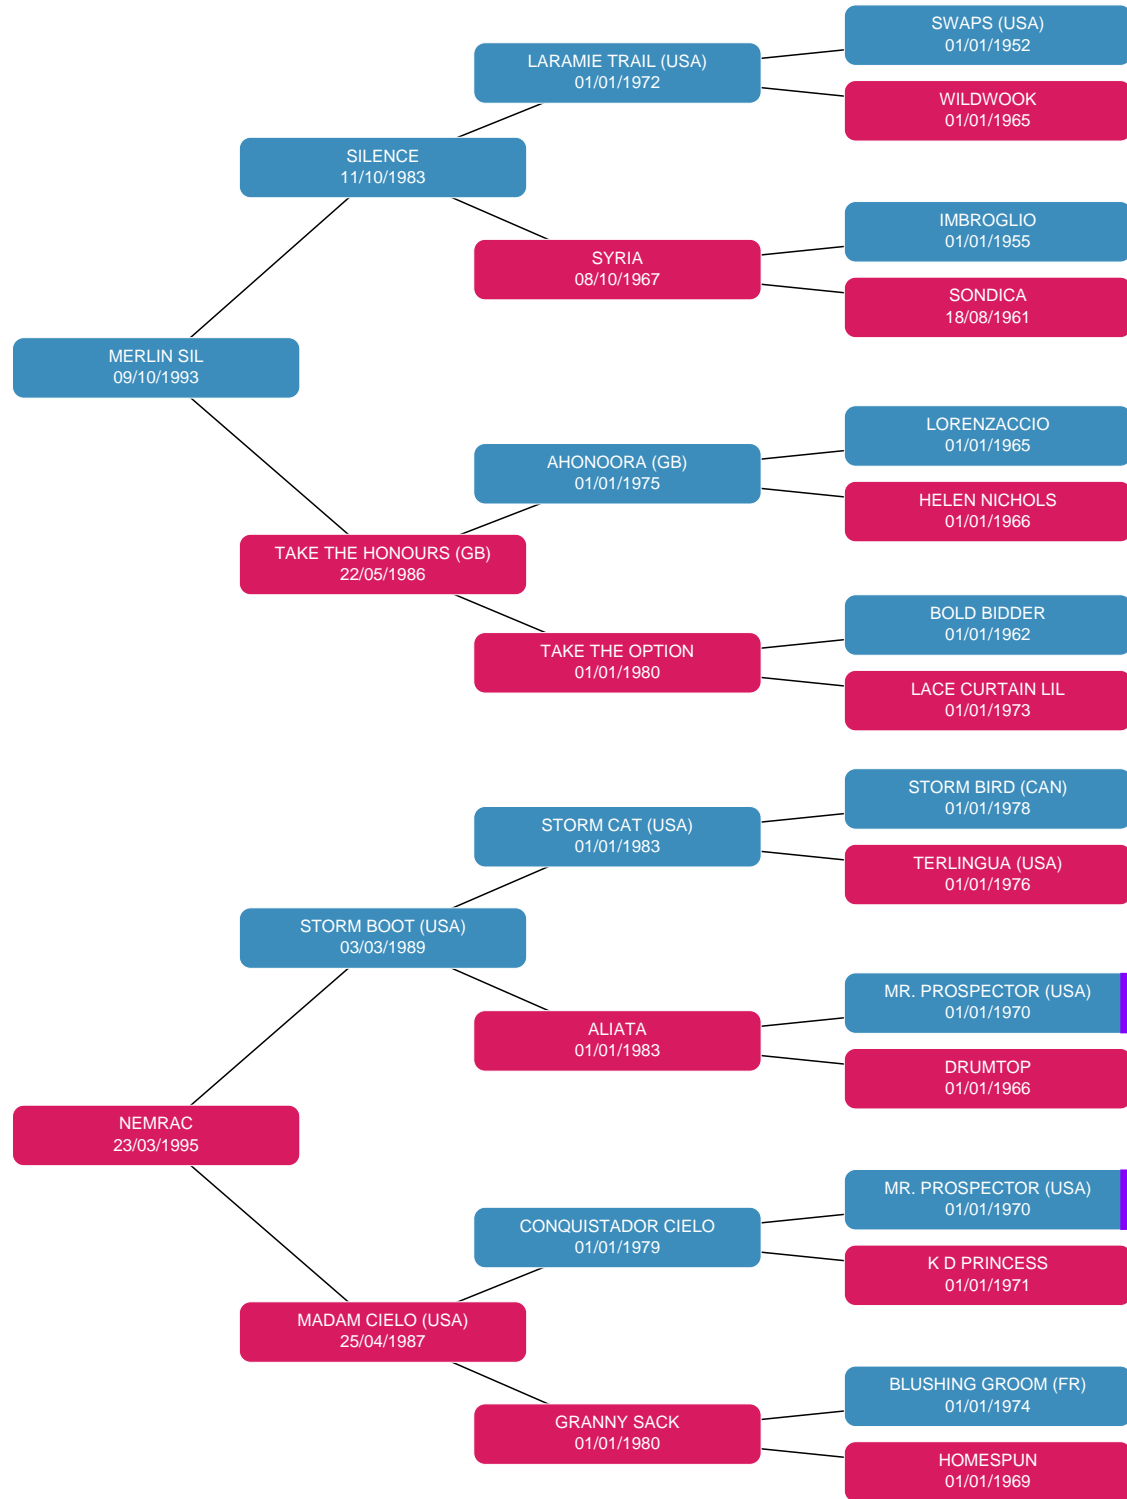 SWAPS (USA)
01/01/1952
LARAMIE TRAIL (USA)
01/01/1972
WILDWOOK
01/01/1965
SILENCE
11/10/1983
IMBROGLIO
01/01/1955
SYRIA
08/10/1967
SONDICA
18/08/1961
MERLIN SIL
09/10/1993
LORENZACCIO
01/01/1965
AHONOORA (GB)
01/01/1975
HELEN NICHOLS
01/01/1966
TAKE THE HONOURS (GB)
22/05/1986
BOLD BIDDER
01/01/1962
TAKE THE OPTION
01/01/1980
LACE CURTAIN LIL
01/01/1973
STORM BIRD (CAN)
01/01/1978
STORM CAT (USA)
01/01/1983
TERLINGUA (USA)
01/01/1976
STORM BOOT (USA)
03/03/1989
MR. PROSPECTOR (USA)
01/01/1970
ALIATA
01/01/1983
DRUMTOP
01/01/1966
NEMRAC
23/03/1995
MR. PROSPECTOR (USA)
01/01/1970
CONQUISTADOR CIELO
01/01/1979
K D PRINCESS
01/01/1971
MADAM CIELO (USA)
25/04/1987
BLUSHING GROOM (FR)
01/01/1974
GRANNY SACK
01/01/1980
HOMESPUN
01/01/1969